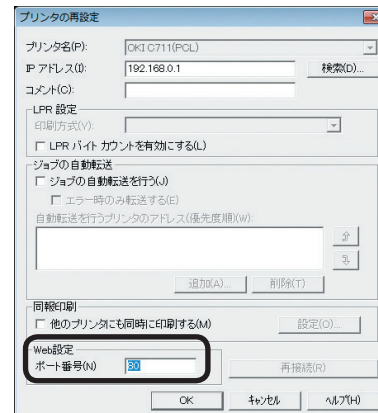 プリンタの再設定
プリンタ名(P): OKI C711(PCL)
IP アドレス(I): 192.168.0.1 検索(D)...
コメント(C):
LPR 設定
印刷方式(V):
LPR バイト カウントを有効にする(L)
ジョブの自動転送
ジョブの自動転送を行う(J)
エラー時のみ転送する(E)
自動転送を行うプリンタのアドレス(優先度順)(W):
追加(A)... 削除(T)
同報印刷
他のプリンタにも同時に印刷する(M) 設定(O)...
Web設定
ポート番号(N) 80 再接続(R)
OK キャンセル ヘルプ(H)